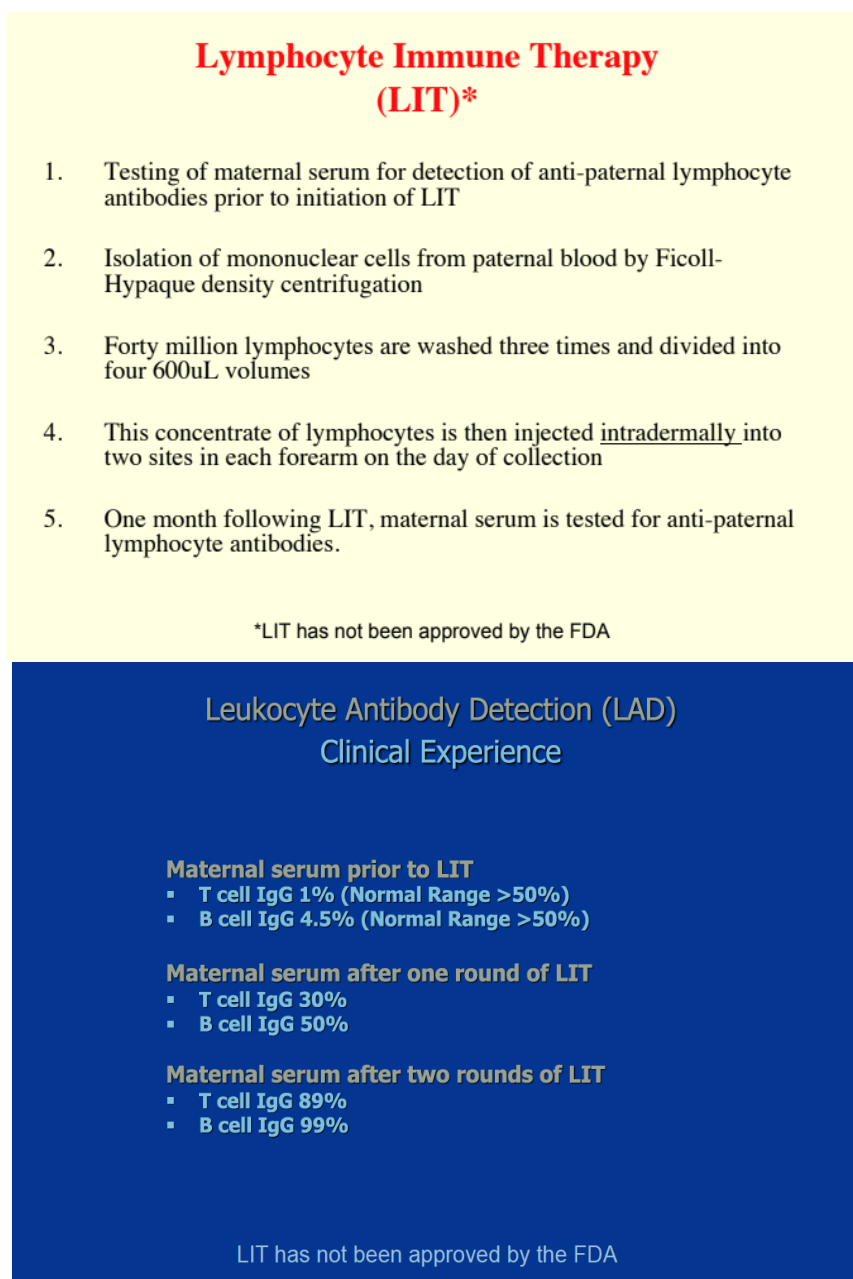 Lymphocyte Immune Therapy
(LIT)*
1. Testing of maternal serum for detection of anti-paternal lymphocyte
antibodies prior to initiation of LIT
2. Isolation of mononuclear cells from paternal blood by Ficoll-
Hypaque density centrifugation
3. Forty million lymphocytes are washed three times and divided into
four 600uL volumes
4. This concentrate of lymphocytes is then injected intradermally into
two sites in each forearm on the day of collection
5. One month following LIT, maternal serum is tested for anti-paternal
lymphocyte antibodies.
*LIT has not been approved by the FDA
Leukocyte Antibody Detection (LAD)
Clinical Experience
Maternal serum prior to LIT
▪ T cell IgG 1% (Normal Range >50%)
▪ B cell IgG 4.5% (Normal Range >50%)
Maternal serum after one round of LIT
▪ T cell IgG 30%
▪ B cell IgG 50%
Maternal serum after two rounds of LIT
▪ T cell IgG 89%
▪ B cell IgG 99%
LIT has not been approved by the FDA